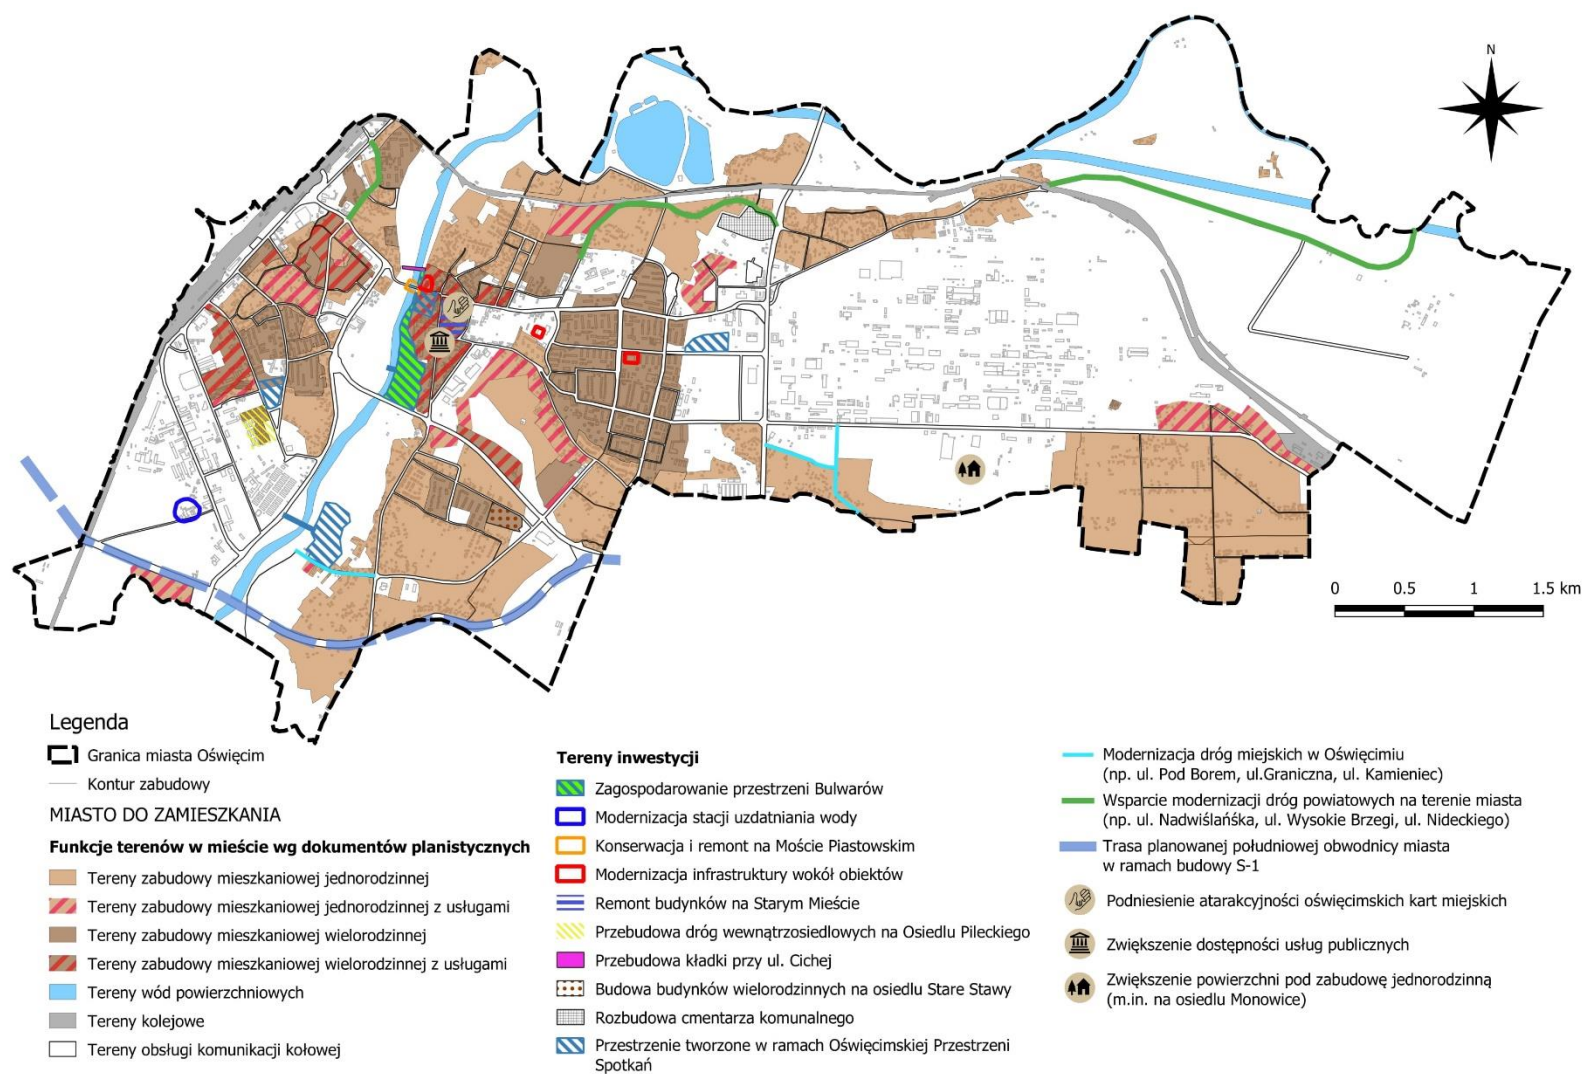 N
0 0.5 1 1.5 km
Legenda
Granica miasta Oświęcim
Kontur zabudowy
MIASTO DO ZAMIESZKANIA
Funkcje terenów w mieście wg dokumentów planistycznych
Tereny zabudowy mieszkaniowej jednorodzinnej
Tereny zabudowy mieszkaniowej jednorodzinnej z usługami
Tereny zabudowy mieszkaniowej wielorodzinnej
Tereny zabudowy mieszkaniowej wielorodzinnej z usługami
Tereny wód powierzchniowych
Tereny kolejowe
Tereny obsługi komunikacji kołowej
Tereny inwestycji
Zagospodarowanie przestrzeni Bulwarów
Modernizacja stacji uzdatniania wody
Konserwacja i remont na Moście Piastowskim
Modernizacja infrastruktury wokół obiektów
Remont budynków na Starym Mieście
Przebudowa dróg wewnątrzosiedlowych na Osiedlu Pileckiego
Przebudowa kładki przy ul. Cichej
Budowa budynków wielorodzinnych na osiedlu Stare Stawy
Rozbudowa cmentarza komunalnego
Przestrzenie tworzone w ramach Oświęcimskiej Przestrzeni
Spotkań
Modernizacja dróg miejskich w Oświęcimiu
(np. ul. Pod Borem, ul.Graniczna, ul. Kamieniec)
Wsparcie modernizacji dróg powiatowych na terenie miasta
(np. ul. Nadwiślańśka, ul. Wysokie Brzegi, ul. Nideckiego)
Trasa planowanej południowej obwodnicy miasta
w ramach budowy S-1
Podniesienie atarakcyjności oświęcimskich kart miejskich
Zwiększenie dostępności usług publicznych
Zwiększenie powierzchni pod zabudowę jednorodzinną
(m.in. na osiedlu Monowice)